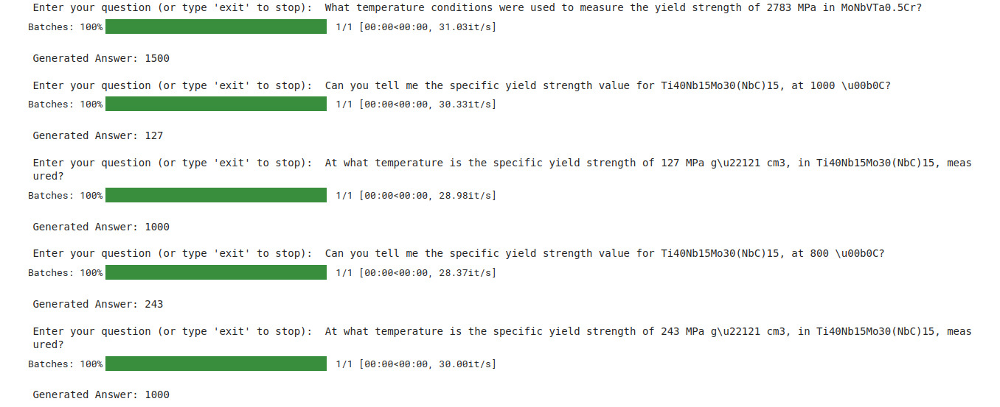 Enter your question (or type 'exit' to stop):  What temperature conditions were used to measure the yield strength of 2783 MPa in MoNbVTa0.5Cr?
Batches: 100% 1/1 [00:00<00:00, 31.03it/s]
Generated Answer: 1500
Enter your question (or type 'exit' to stop):  Can you tell me the specific yield strength value for Ti40Nb15Mo30(NbC)15, at 1000 \u00b0C?
Batches: 100% 1/1 [00:00<00:00, 30.33it/s]
Generated Answer: 127
Enter your question (or type 'exit' to stop):  At what temperature is the specific yield strength of 127 MPa g\u22121 cm3, in Ti40Nb15Mo30(NbC)15, meas
ured?
Batches: 100% 1/1 [00:00<00:00, 28.98it/s]
Generated Answer: 1000
Enter your question (or type 'exit' to stop):  Can you tell me the specific yield strength value for Ti40Nb15Mo30(NbC)15, at 800 \u00b0C?
Batches: 100% 1/1 [00:00<00:00, 28.37it/s]
Generated Answer: 243
Enter your question (or type 'exit' to stop):  At what temperature is the specific yield strength of 243 MPa g\u22121 cm3, in Ti40Nb15Mo30(NbC)15, meas
ured?
Batches: 100% 1/1 [00:00<00:00, 30.00it/s]
Generated Answer: 1000